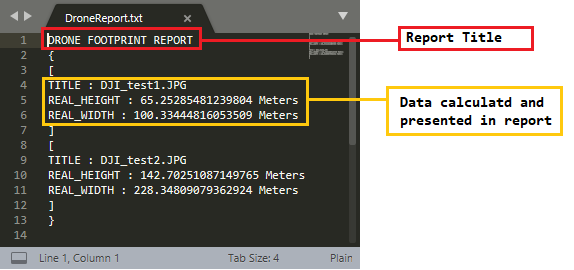 DroneReport.txt ×
1 DRONE FOOTPRINT REPORT
2 {
3 [
4 TITLE : DJI_test1.JPG
5 REAL_HEIGHT : 65.25285481239804 Meters
6 REAL_WIDTH : 100.33444816053509 Meters
7 ]
8 [
9 TITLE : DJI_test2.JPG
10 REAL_HEIGHT : 142.70251087149765 Meters
11 REAL_WIDTH : 228.34809079362924 Meters
12 ]
13 }
14
Report Title
Data calculatd and
presented in report
Line 1, Column 1 Tab Size: 4 Plain